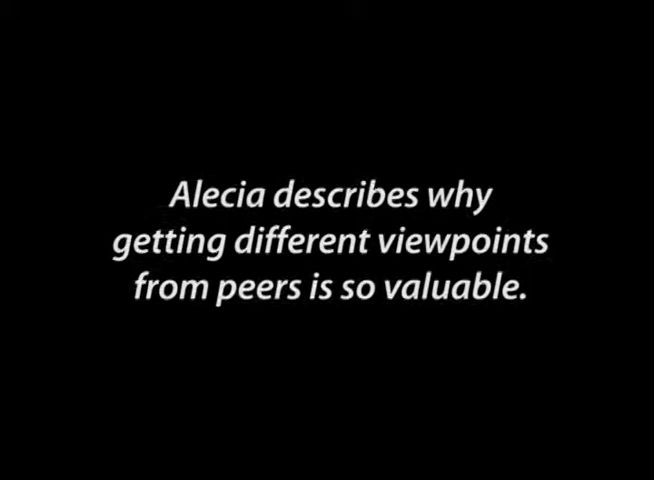 Alecia describes why
getting different viewpoints
from peers is so valuable.